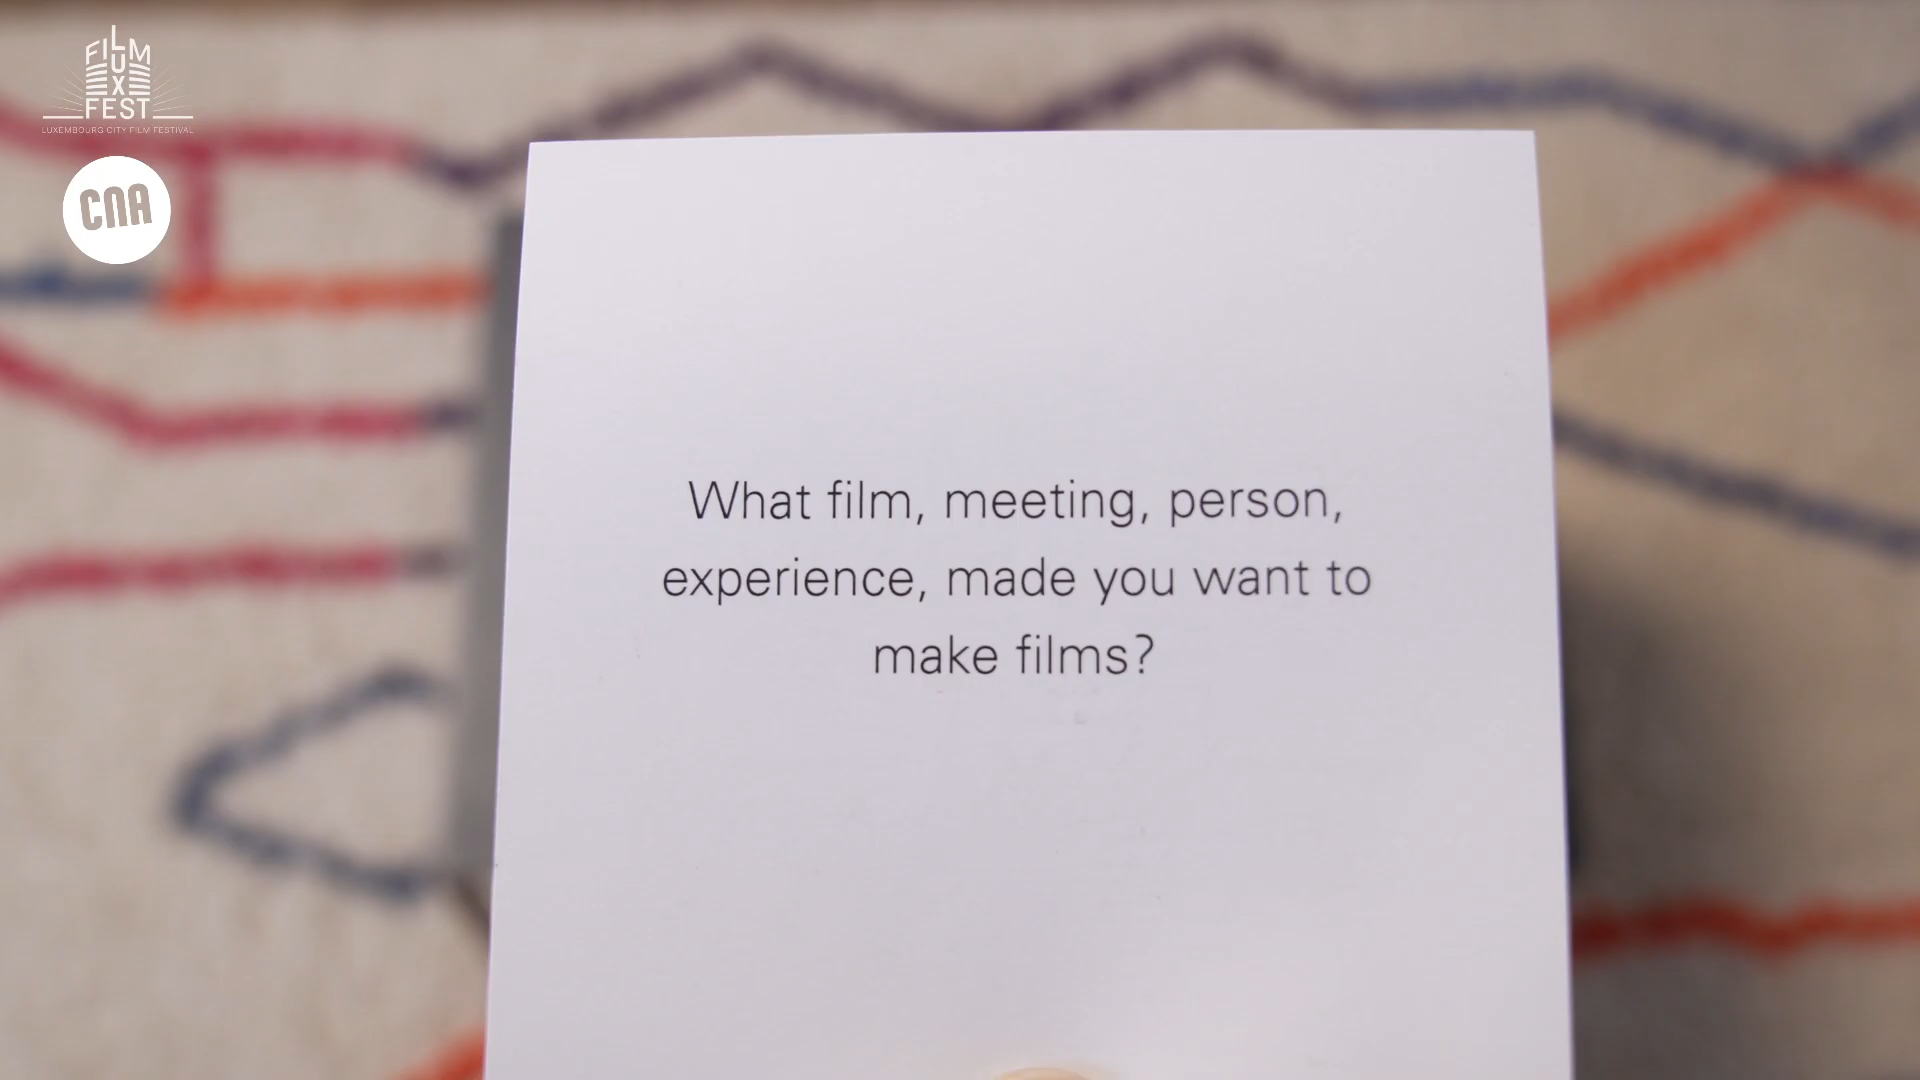 FILM
LUX
FEST
LUXEMBOURG CITY FILM FESTIVAL
CNA
What film, meeting, person,
experience, made you want to
make films?